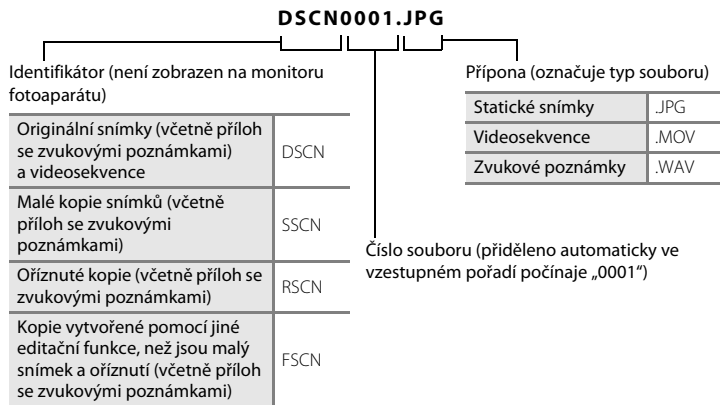 DSCN0001.JPG
Identifikátor (není zobrazen na monitoru
fotoaparátu)
Originální snímky (včetně příloh
se zvukovými poznámkami)
a videosekvence
DSCN
Malé kopie snímků (včetně
příloh se zvukovými
poznámkami)
SSCN
Oříznuté kopie (včetně příloh se
zvukovými poznámkami)
RSCN
Kopie vytvořené pomocí jiné
editační funkce, než jsou malý
snímek a oříznutí (včetně příloh
se zvukovými poznámkami)
FSCN
Přípona (označuje typ souboru)
Statické snímky .JPG
Videosekvence .MOV
Zvukové poznámky .WAV
Číslo souboru (přiděleno automaticky ve
vzestupném pořadí počínaje „0001“)